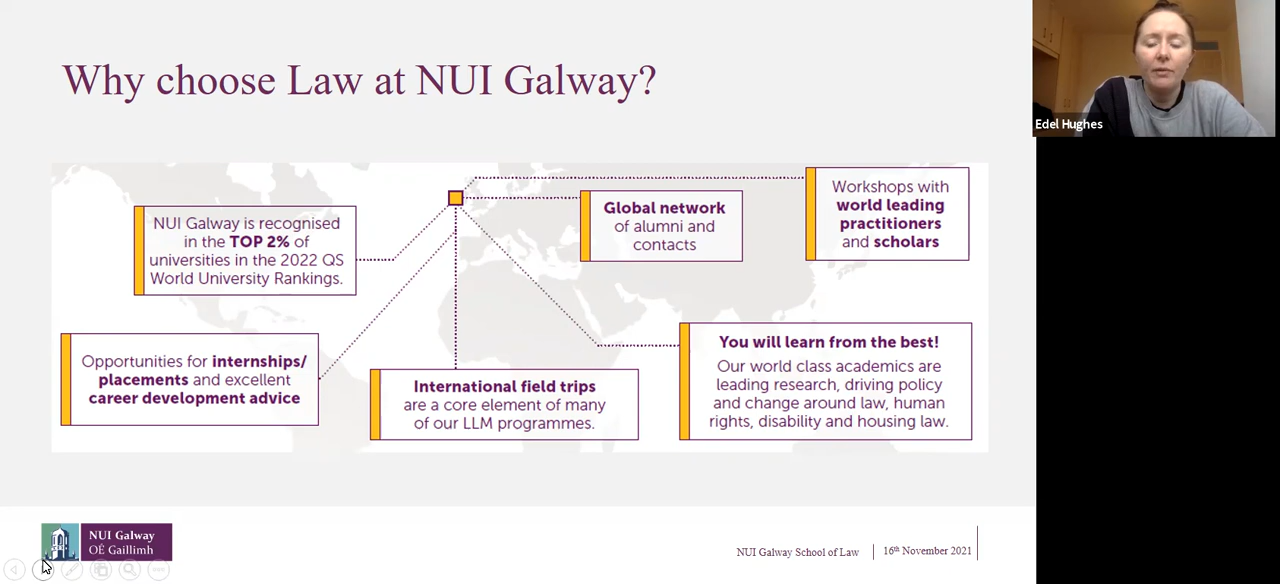 Why choose Law at NUI Galway?
Edel Hughes
NUI Galway is recognised
in the TOP 2% of
universities in the 2022 QS
World University Rankings.
Global network
of alumni and
contacts
Workshops with
world leading
practitioners
and scholars
Opportunities for internships/
placements and excellent
career development advice
International field trips
are a core element of many
of our LLM programmes.
You will learn from the best!
Our world class academics are
leading research, driving policy
and change around law, human
rights, disability and housing law.
NUI Galway
OÉ Gaillimh
NUI Galway School of Law
16th November 2021